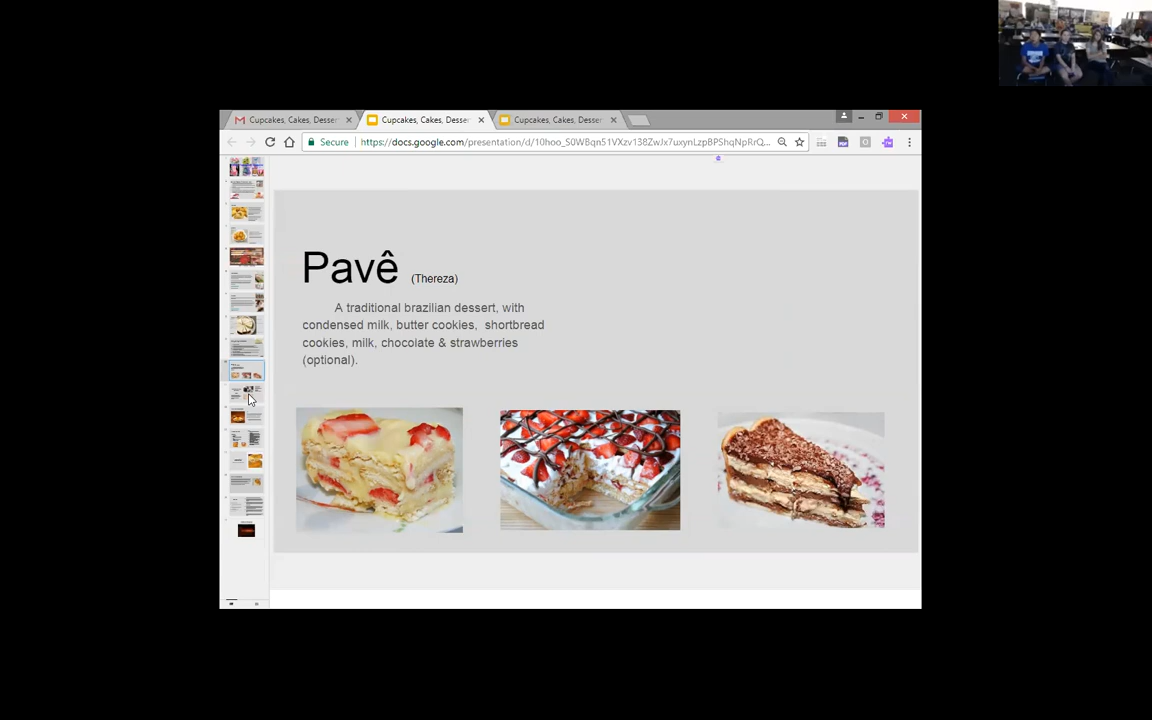 Cupcakes, Cakes, Desser
Cupcakes, Cakes, Desser
Cupcakes, Cakes, Desser
Secure
https://docs.google.com/presentation/d/10hoo_S0WBqn51VXzv138ZwJx7uxynLzpBPShqNpRrQ...
Pavê (Thereza)
A traditional brazilian dessert, with
condensed milk, butter cookies, shortbread
cookies, milk, chocolate & strawberries
(optional).